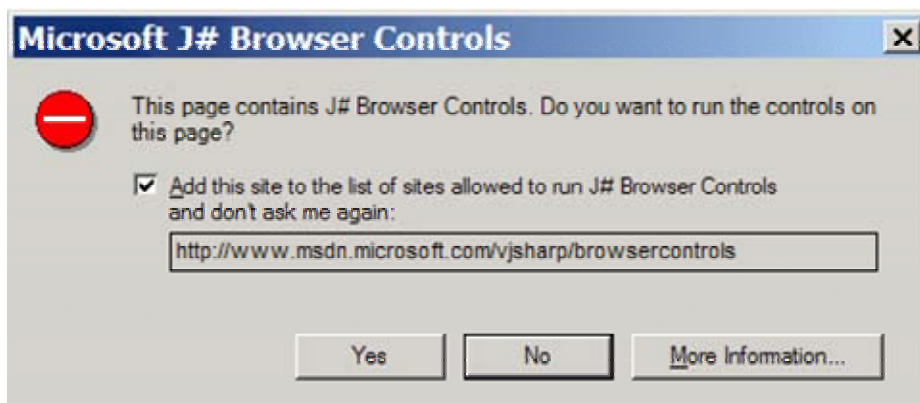 Microsoft J# Browser Controls
This page contains J# Browser Controls. Do you want to run the controls on
this page?
Add this site to the list of sites allowed to run J# Browser Controls
and don't ask me again:
http://www.msdn.microsoft.com/vjsharp/browsercontrols
Yes No More Information...